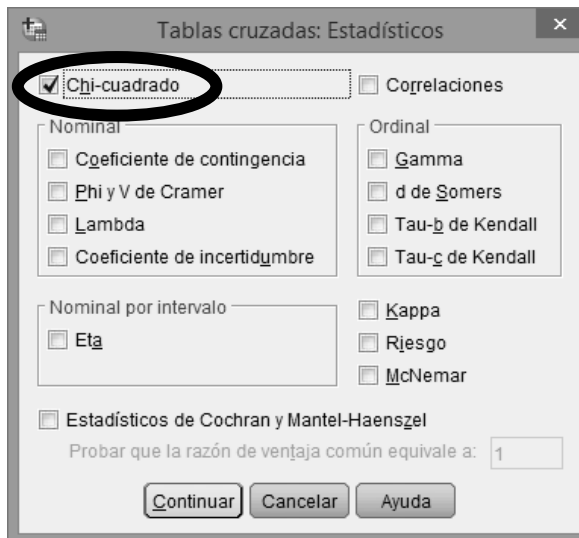 Tablas cruzadas: Estadísticos
Chi-cuadrado
Correlaciones
Nominal
Coeficiente de contingencia
Phi y V de Cramer
Lambda
Coeficiente de incertidumbre
Ordinal
Gamma
d de Somers
Tau-b de Kendall
Tau-c de Kendall
Nominal por intervalo
Eta
Kappa
Riesgo
McNemar
Estadísticos de Cochran y Mantel-Haenszel
Probar que la razón de ventaja común equivale a: 1
Continuar Cancelar Ayuda